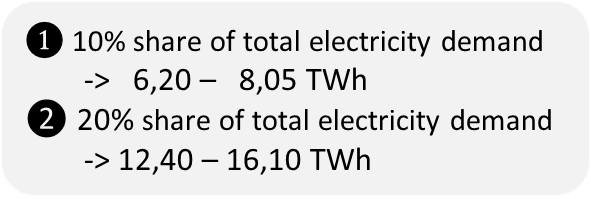 ❶ 10% share of total electricity demand
-> 6,20 – 8,05 TWh
❷ 20% share of total electricity demand
-> 12,40 – 16,10 TWh